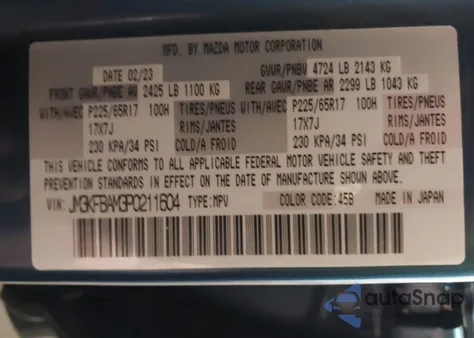 MFD. BY MAZDA MOTOR CORPORATION
DATE 02/23 GVWR/PNBV 4724 LB 2143 KG
FRONT GAWR/PNBE AV 2425 LB 1100 KG REAR GAWR/PNBE AR 2299 LB 1043 KG
WITH/AVEC P225/65R17 100H TIRES/PNEUS WITH/AVEC P225/65R17 100H TIRES/PNEUS
17X7J RIMS/JANTES 17X7J RIMS/JANTES
230 KPA/34 PSI COLD/A FROID 230 KPA/34 PSI COLD/A FROID
THIS VEHICLE CONFORMS TO ALL APPLICABLE FEDERAL MOTOR VEHICLE SAFETY AND THEFT
PREVENTION STANDARDS IN EFFECT ON THE DATE OF MANUFACTURE SHOWN ABOVE.
VIN: JM3KFBAM3P0211604 TYPE:MPV COLOR CODE:45B MADE IN JAPAN
autoSnap